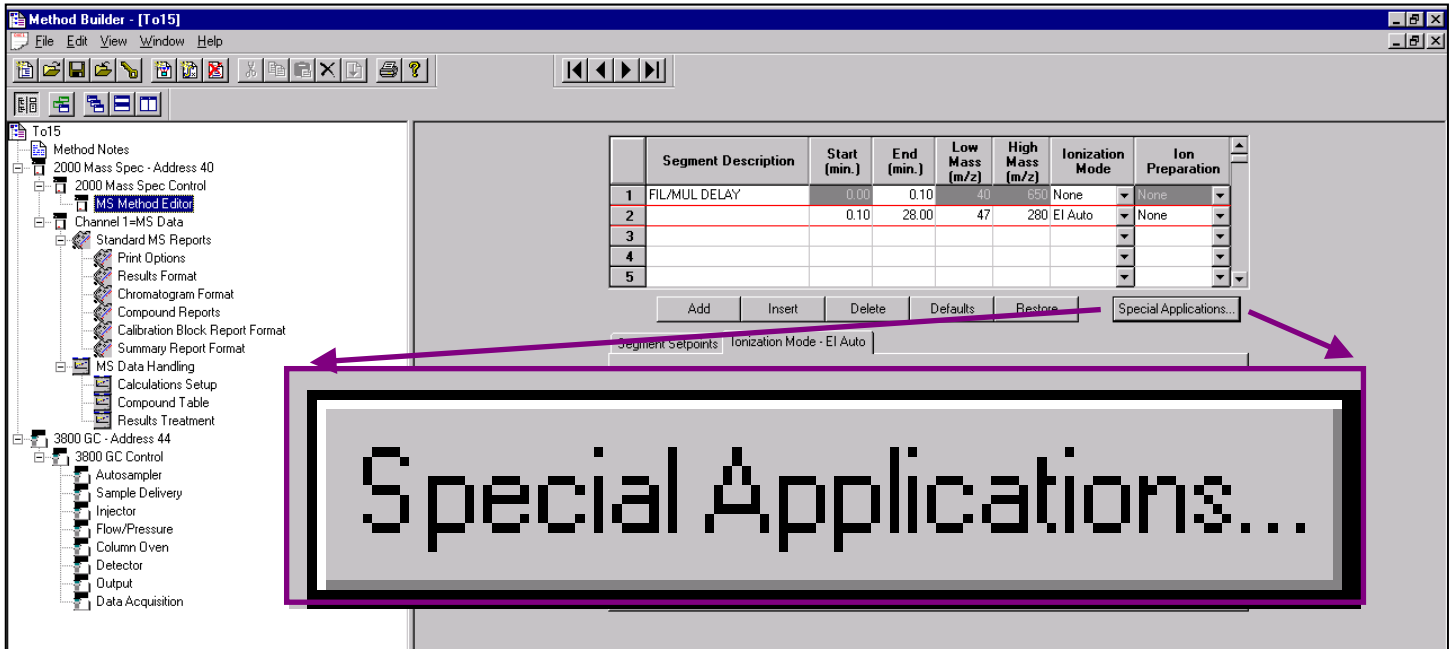 Method Builder - [To15]
File Edit View Window Help
To15
Method Notes
2000 Mass Spec - Address 40
2000 Mass Spec Control
MS Method Editor
Channel 1=MS Data
Standard MS Reports
Print Options
Results Format
Chromatogram Format
Compound Reports
Calibration Block Report Format
Summary Report Format
MS Data Handling
Calculations Setup
Compound Table
Results Treatment
3800 GC - Address 44
3800 GC Control
Autosampler
Sample Delivery
Injector
Flow/Pressure
Column Oven
Detector
Output
Data Acquisition
Segment Description Start (min.) End (min.) Low Mass (m/z) High Mass (m/z) Ionization Mode Ion Preparation
1 FIL/MUL DELAY 0.00 0.10 40 650 None None
2 0.10 28.00 47 280 EI Auto None
3
4
5
Add Insert Delete Defaults Restore Special Applications...
Segment Setpoints Ionization Mode - EI Auto
Special Applications...